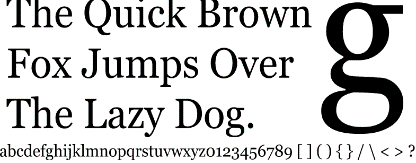 The Quick Brown
Fox Jumps Over
The Lazy Dog.
g
abcdefghijklmnopqrstuvwxyz0123456789 [ ] ( ) { } / \ < > ?